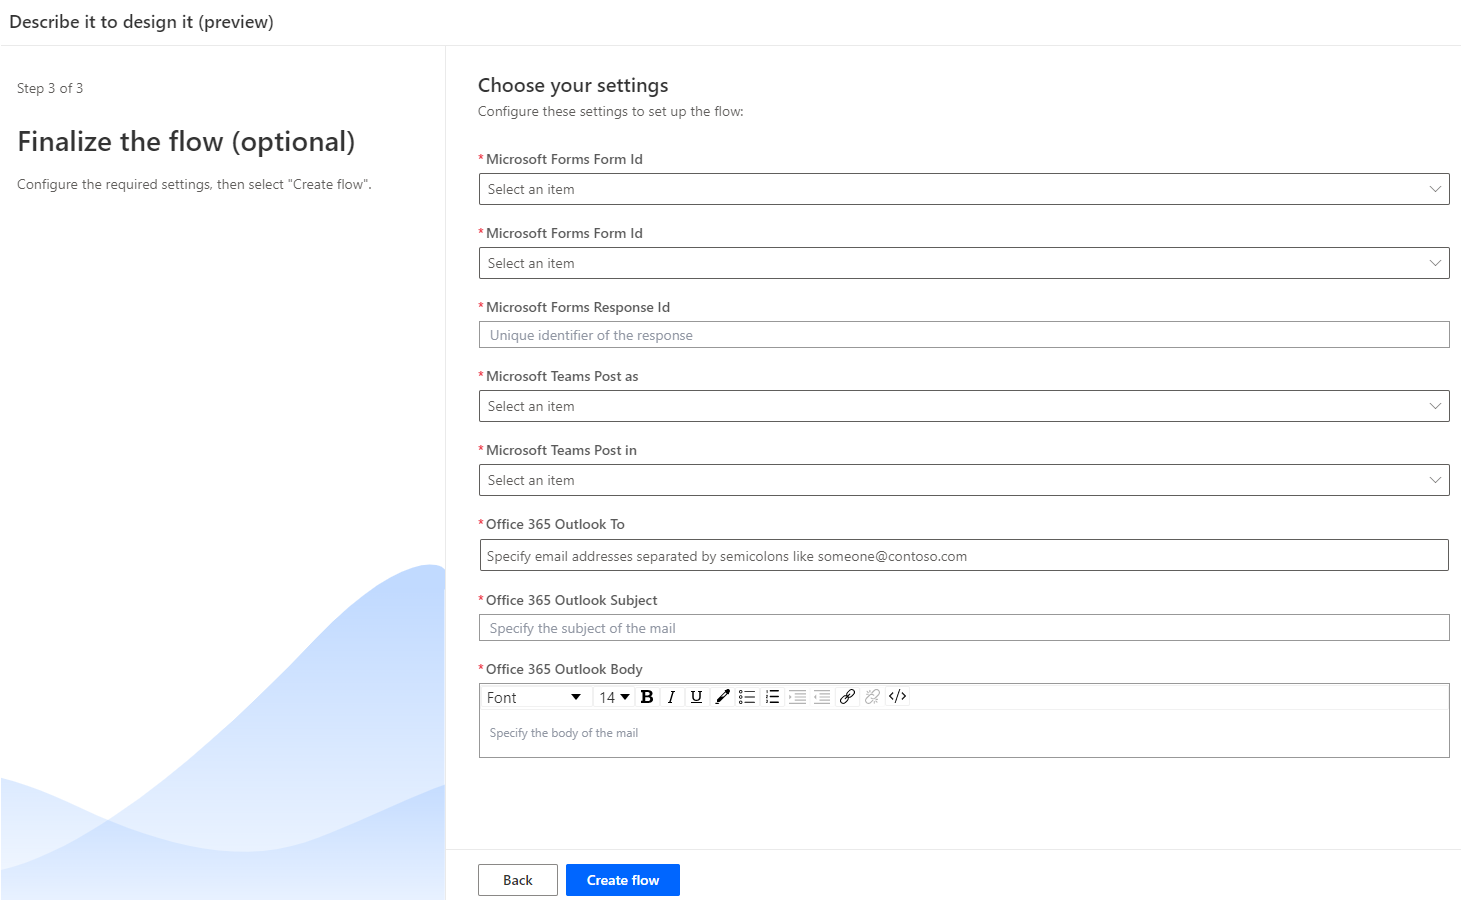 Describe it to design it (preview)
Step 3 of 3
Finalize the flow (optional)
Configure the required settings, then select "Create flow".
Choose your settings
Configure these settings to set up the flow:
* Microsoft Forms Form Id
Select an item
* Microsoft Forms Form Id
Select an item
* Microsoft Forms Response Id
Unique identifier of the response
* Microsoft Teams Post as
Select an item
* Microsoft Teams Post in
Select an item
* Office 365 Outlook To
Specify email addresses separated by semicolons like someone@contoso.com
* Office 365 Outlook Subject
Specify the subject of the mail
* Office 365 Outlook Body
Font 14 B I U </>
Specify the body of the mail
Back Create flow